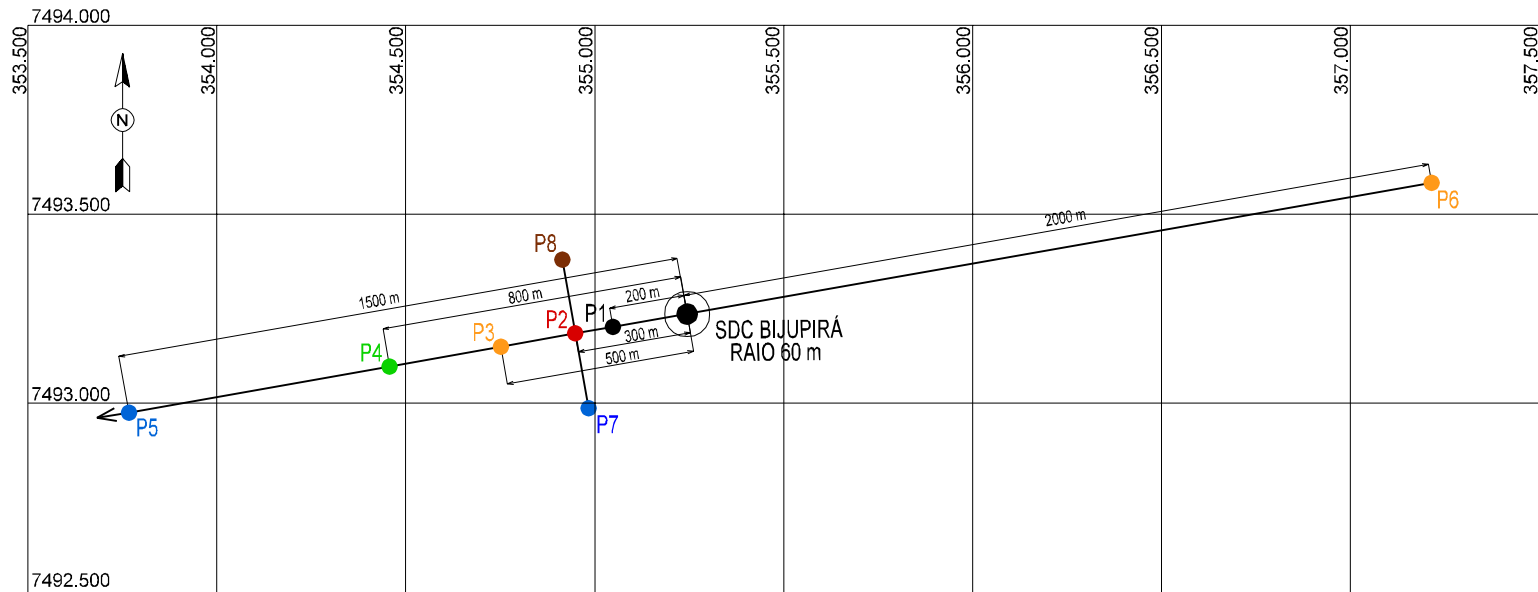 7494.000
353.500
354.000
354.500
355.000
355.500
356.000
356.500
357.000
357.500
N
7493.500
P6
2000 m
P8
1500 m
800 m
200 m
P1
P2
P3
P4
300 m
500 m
SDC BIJUPIRÁ
RAIO 60 m
7493.000
P5
P7
7492.500